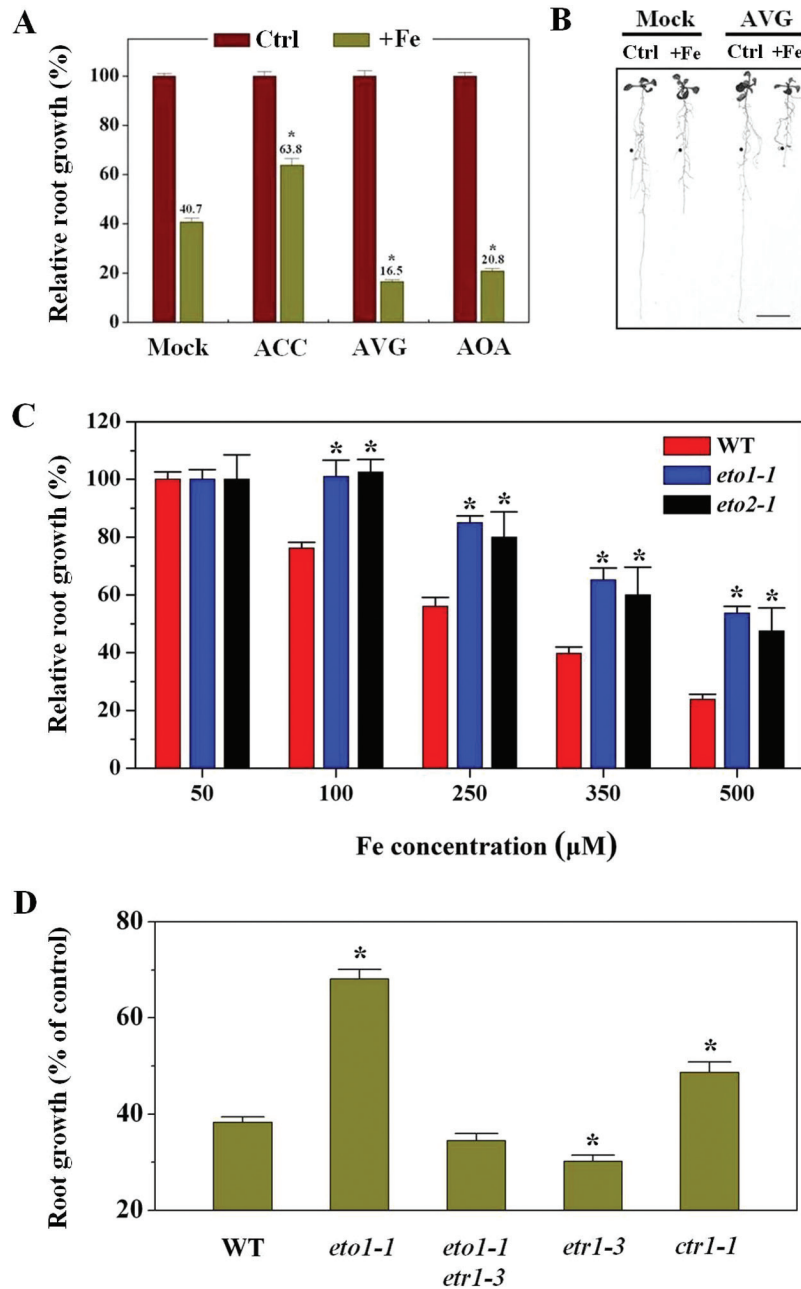 A
Ctrl +Fe
Relative root growth (%)
100
80
60
40
20
0
40.7
*
63.8
*
16.5
*
20.8
Mock ACC AVG AOA
B
Mock AVG
Ctrl +Fe Ctrl +Fe
C
Relative root growth (%)
120
100
80
60
40
20
0
WT
eto1-1
eto2-1
* *
* *
* *
* *
50 100 250 350 500
Fe concentration (μM)
D
Root growth (% of control)
80
60
40
20
*
*
*
WT eto1-1 eto1-1 etr1-3 ctr1-1
etr1-3